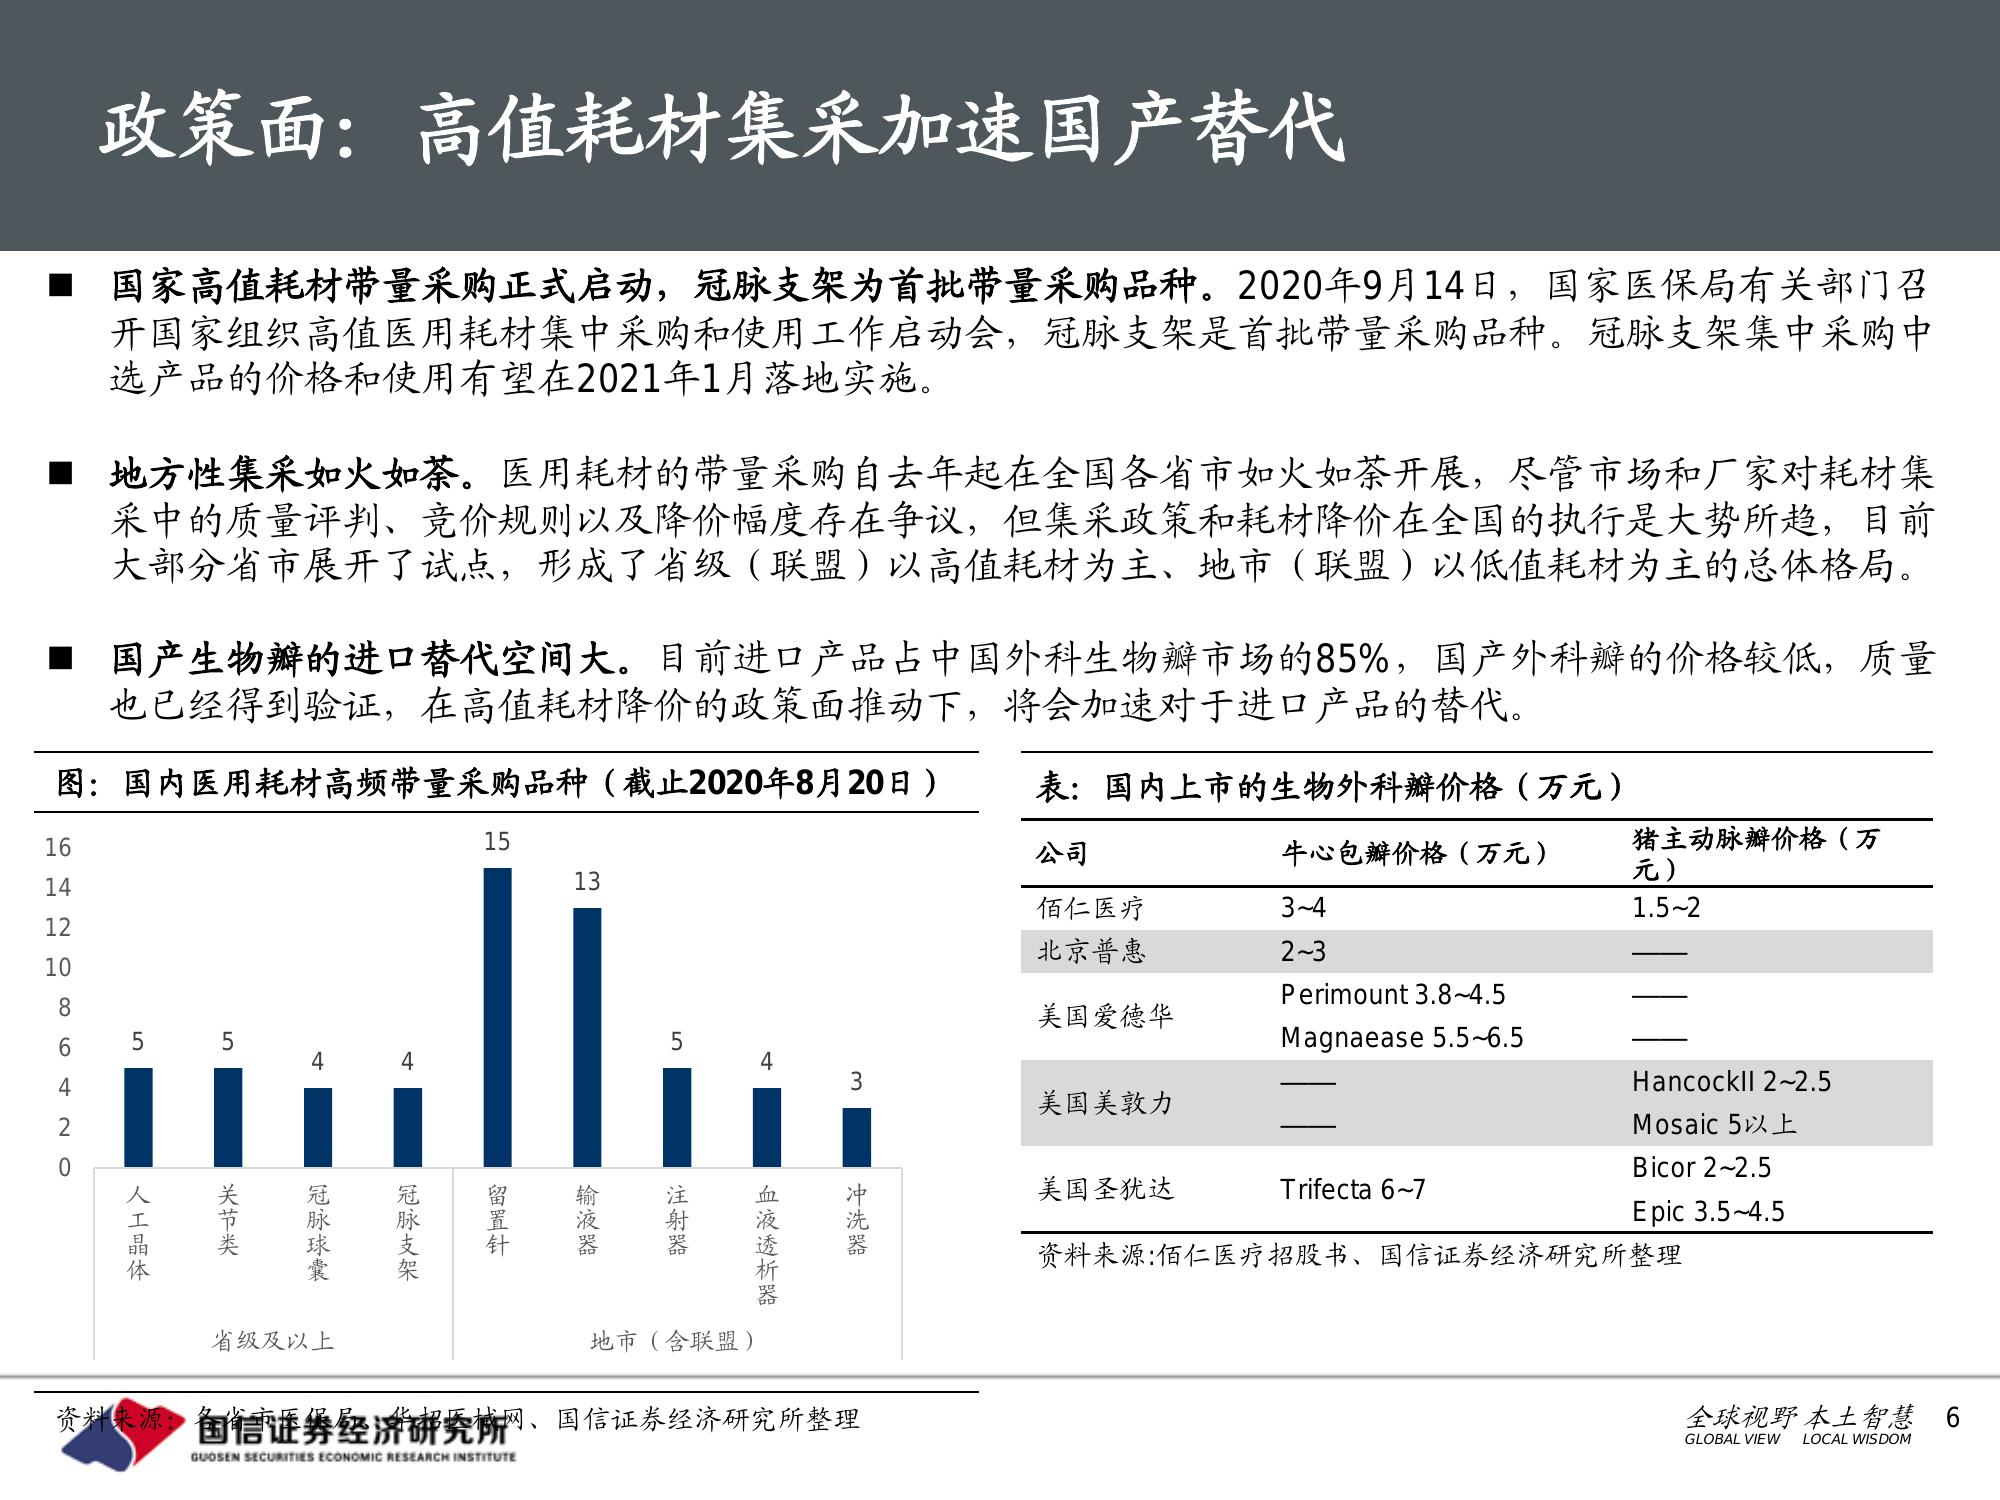 政策面：高值耗材集采加速国产替代
■ 国家高值耗材带量采购正式启动，冠脉支架为首批带量采购品种。2020年9月14日，国家医保局有关部门召
开国家组织高值医用耗材集中采购和使用工作启动会，冠脉支架是首批带量采购品种。冠脉支架集中采购中
选产品的价格和使用有望在2021年1月落地实施。
■ 地方性集采如火如荼。医用耗材的带量采购自去年起在全国各省市如火如荼开展，尽管市场和厂家对耗材集
采中的质量评判、竞价规则以及降价幅度存在争议，但集采政策和耗材降价在全国的执行是大势所趋，目前
大部分省市展开了试点，形成了省级（联盟）以高值耗材为主、地市（联盟）以低值耗材为主的总体格局。
■ 国产生物瓣的进口替代空间大。目前进口产品占中国外科生物瓣市场的85%，国产外科瓣的价格较低，质量
也已经得到验证，在高值耗材降价的政策面推动下，将会加速对于进口产品的替代。
图：国内医用耗材高频带量采购品种（截止2020年8月20日）
16
14
12
10
8
6
4
2
0
5
5
4
4
15
13
5
4
3
人工晶体
关节类
冠脉球囊
冠脉支架
留置针
输液器
注射器
血液透析器
冲洗器
省级及以上
地市（含联盟）
资料来源：各省市医保局、华招医械网、国信证券经济研究所整理
表：国内上市的生物外科瓣价格（万元）
公司 牛心包瓣价格（万元） 猪主动脉瓣价格（万
元）
佰仁医疗 3~4 1.5~2
北京普惠 2~3 ——
美国爱德华 Perimount 3.8~4.5 ——
Magnaease 5.5~6.5 ——
美国美敦力 —— HancockII 2~2.5
—— Mosaic 5以上
美国圣犹达 Trifecta 6~7 Bicor 2~2.5
Epic 3.5~4.5
资料来源:佰仁医疗招股书、国信证券经济研究所整理
国信证券经济研究所
GUOSEN SECURITIES ECONOMIC RESEARCH INSTITUTE
全球视野 本土智慧
GLOBAL VIEW LOCAL WISDOM
6